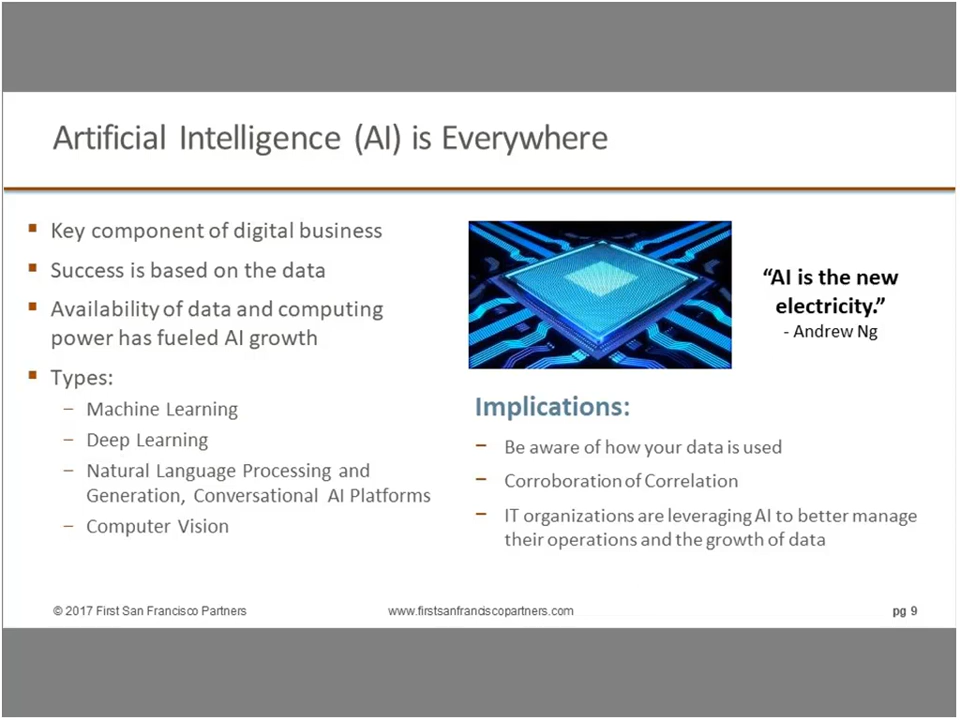 Artificial Intelligence (AI) is Everywhere
▪ Key component of digital business
▪ Success is based on the data
▪ Availability of data and computing
power has fueled AI growth
▪ Types:
– Machine Learning
– Deep Learning
– Natural Language Processing and
Generation, Conversational AI Platforms
– Computer Vision
“AI is the new
electricity.”
- Andrew Ng
Implications:
– Be aware of how your data is used
– Corroboration of Correlation
– IT organizations are leveraging AI to better manage
their operations and the growth of data
© 2017 First San Francisco Partners
www.firstsanfranciscopartners.com
pg 9